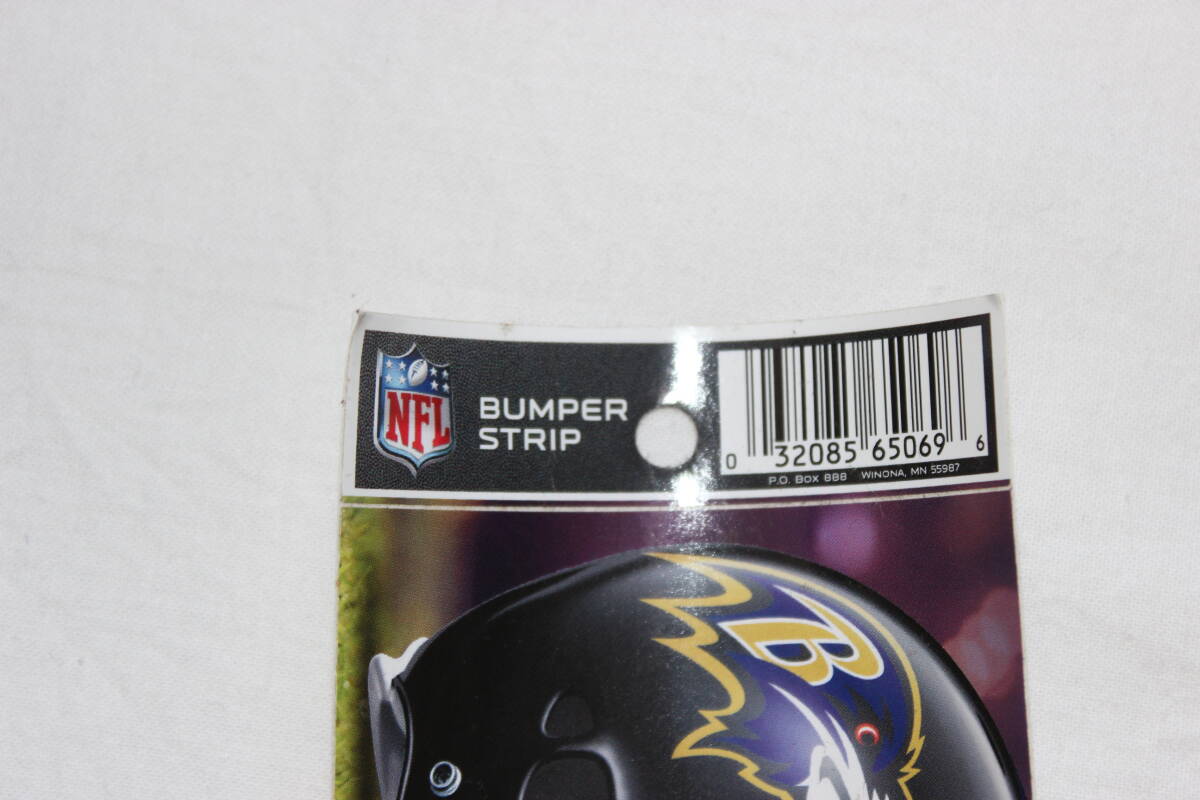 NFL
BUMPER
STRIP
0 32085 65069 6
P.O. BOX 888 WINONA, MN 55987
B